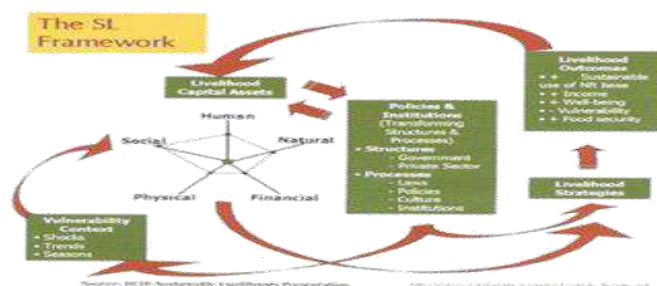 The SL
Framework
Livelihood
Capital Assets
Human
Social
Natural
Physical
Financial
Vulnerability
Context
• Shocks
• Trends
• Seasons
Policies &
Institutions
(Transforming
Structures &
Processes)
• Structures
- Government
- Private Sector
• Processes
- Laws
- Policies
- Culture
- Institutions
Livelihood
Strategies
Livelihood
Outcomes
• + Sustainable
use of NR base
• + Income
• + Well-being
• Vulnerability
• + Food security